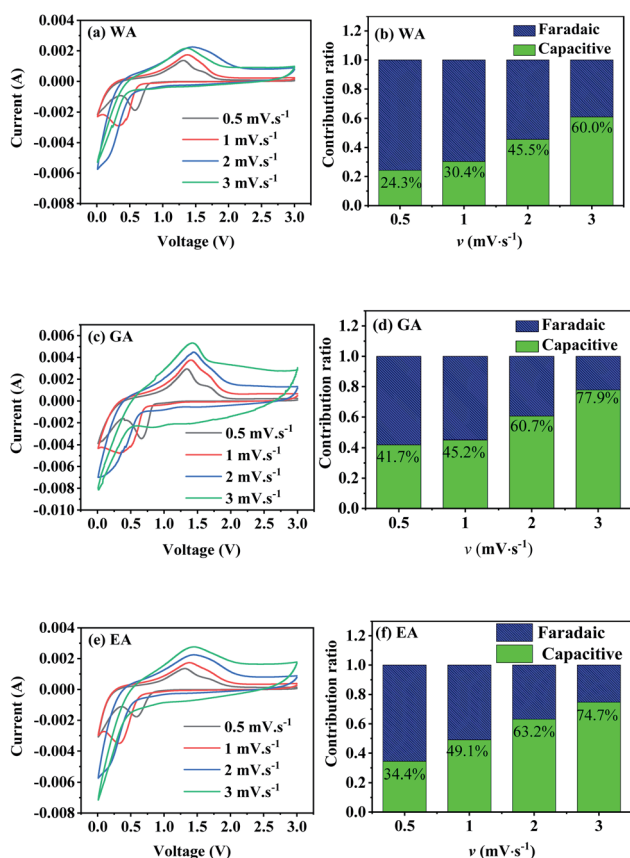 (a) WA
0.004
0.002
0.000
-0.002
-0.004
-0.006
-0.008
Current (A)
0.5 mV.s⁻¹
1 mV.s⁻¹
2 mV.s⁻¹
3 mV.s⁻¹
0.0 0.5 1.0 1.5 2.0 2.5 3.0
Voltage (V)
(b) WA
Faradaic
Capacitive
1.2
1.0
0.8
0.6
0.4
0.2
0.0
Contribution ratio
24.3% 30.4% 45.5% 60.0%
0.5 1 2 3
v (mV·s⁻¹)
(c) GA
0.006
0.004
0.002
0.000
-0.002
-0.004
-0.006
-0.008
-0.010
Current (A)
0.5 mV.s⁻¹
1 mV.s⁻¹
2 mV.s⁻¹
3 mV.s⁻¹
0.0 0.5 1.0 1.5 2.0 2.5 3.0
Voltage (V)
(d) GA
Faradaic
Capacitive
1.2
1.0
0.8
0.6
0.4
0.2
0.0
Contribution ratio
41.7% 45.2% 60.7% 77.9%
0.5 1 2 3
v (mV·s⁻¹)
(e) EA
0.004
0.002
0.000
-0.002
-0.004
-0.006
-0.008
Current (A)
0.5 mV.s⁻¹
1 mV.s⁻¹
2 mV.s⁻¹
3 mV.s⁻¹
0.0 0.5 1.0 1.5 2.0 2.5 3.0
Voltage (V)
(f) EA
Faradaic
Capacitive
1.2
1.0
0.8
0.6
0.4
0.2
0.0
Contribution ratio
34.4% 49.1% 63.2% 74.7%
0.5 1 2 3
v (mV·s⁻¹)